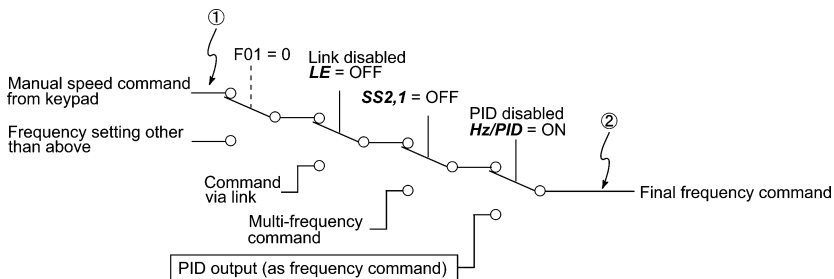 ①
F01 = 0
Link disabled
LE = OFF
Manual speed command
from keypad
SS2,1 = OFF
PID disabled
Hz/PID = ON
②
Frequency setting other
than above
Command
via link
Final frequency command
Multi-frequency
command
PID output (as frequency command)